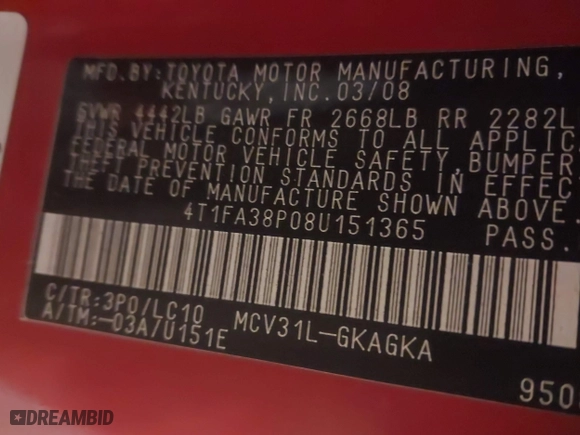 MFD.BY:TOYOTA MOTOR MANUFACTURING,
KENTUCKY,INC.03/08
GVWR 4442LB GAWR FR 2668LB RR 2282L
THIS VEHICLE CONFORMS TO ALL APPLIC
FEDERAL MOTOR VEHICLE SAFETY,BUMPER
THEFT PREVENTION STANDARDS IN EFFEC
THE DATE OF MANUFACTURE SHOWN ABOVE.
4T1FA38P08U151365 PASS.
C/TR:3P0/LC10
A/TM:-03A/U151E
MCV31L-GKAGKA
950
DREAMBID